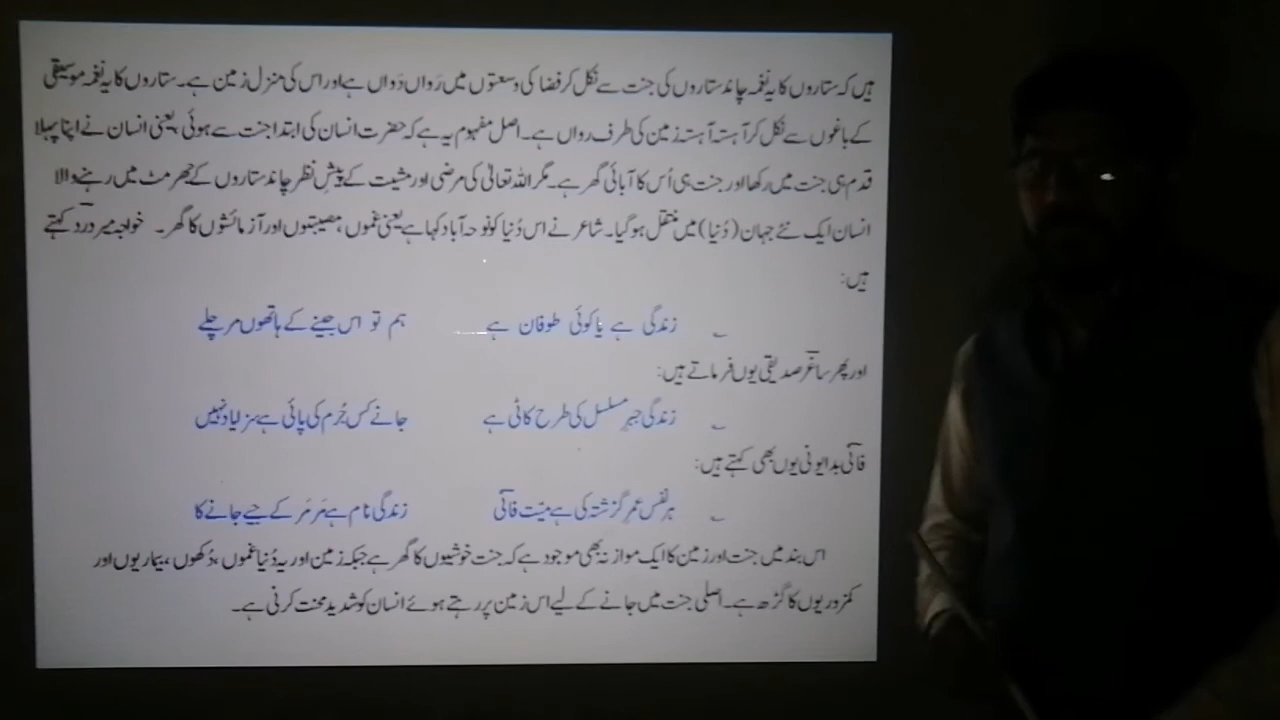 ہیں کہ ستاروں کا یہ نغمہ چاند ستاروں کی جنت سے نکل کر فضا کی وسعتوں میں رَواں دَواں ہے اور اس کی منزل زمین ہے۔ ستاروں کا یہ نغمہ موسیقی
کے باغوں سے نکل کر آہستہ آہستہ زمین کی طرف رواں ہے۔ اصل مفہوم یہ ہے کہ حضرت انسان کی ابتدا جنت سے ہوئی یعنی انسان نے اپنا پہلا
قدم ہی جنت میں رکھا اور جنت ہی اُس کا آبائی گھر ہے۔ مگر اللہ تعالیٰ کی مرضی اور مشیت کے پیشِ نظر چاند ستاروں کے جھرمٹ میں رہنے والا
انسان ایک نئے جہان (دُنیا) میں منتقل ہو گیا۔ شاعر نے اس دُنیا کو نوحہ آباد کہا ہے یعنی غموں، مصیبتوں اور آزمائشوں کا گھر۔ خواجہ میر درد کہتے
ہیں:
؎ زندگی ہے یا کوئی طوفان ہے ہم تو اس جینے کے ہاتھوں مر چلے
اور پھر ساغر صدیقی یوں فرماتے ہیں:
؎ زندگی جبرِ مسلسل کی طرح کاٹی ہے جانے کس جُرم کی پائی ہے سزا یاد نہیں
فانی بدایونی یوں بھی کہتے ہیں:
؎ ہر نفس عمرِ گزشتہ کی ہے میّت فانی زندگی نام ہے مَر مَر کے جیے جانے کا
اس بند میں جنت اور زمین کا ایک موازنہ بھی موجود ہے کہ جنت خوشیوں کا گھر ہے جبکہ زمین اور یہ دُنیا غموں، دُکھوں، بیماریوں اور
کمزوریوں کا گڑھ ہے۔ اصلی جنت میں جانے کے لیے اس زمین پر رہتے ہوئے انسان کو شدید محنت کرنی ہے۔